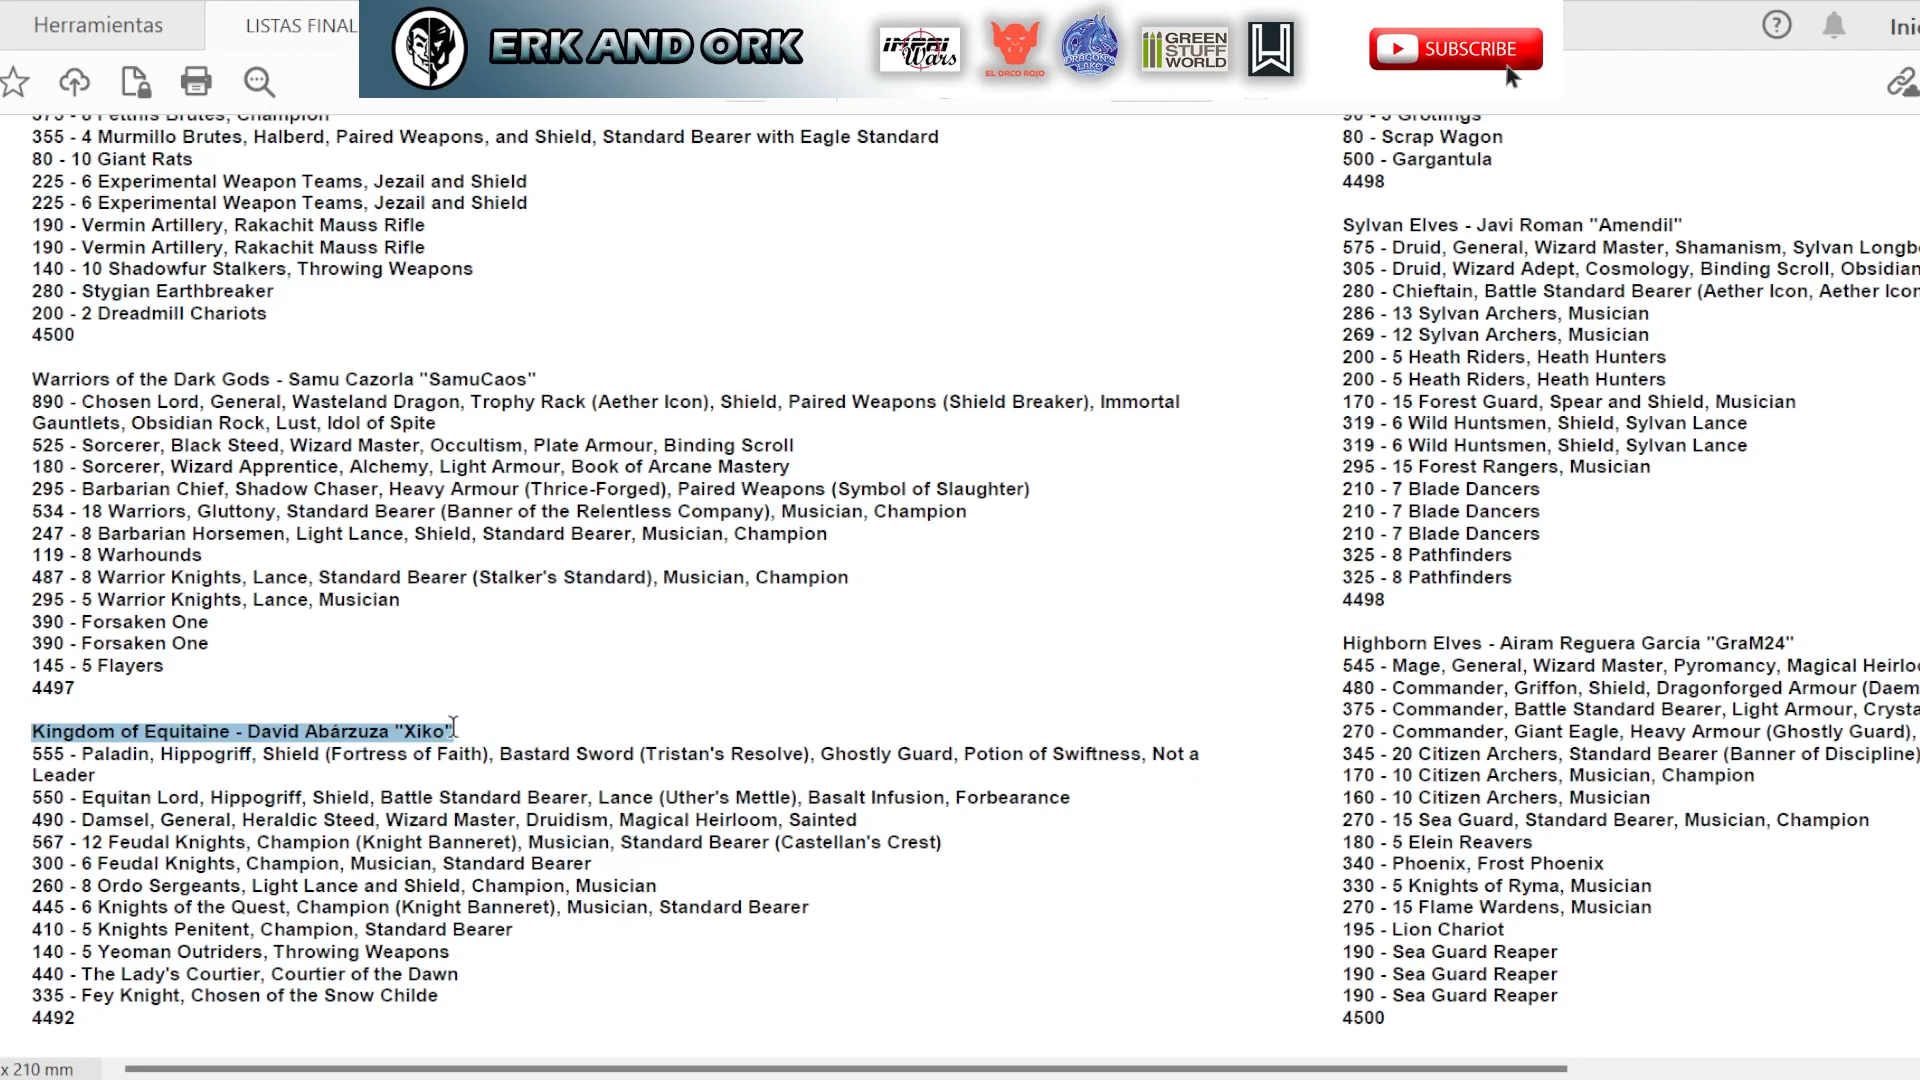 Herramientas
LISTAS FINAL
ERK AND ORK
IMPRI Wars
EL ORCO ROJO
DRAGON'S LAKE
GREEN STUFF WORLD
SUBSCRIBE
Ini
355 - 4 Murmillo Brutes, Halberd, Paired Weapons, and Shield, Standard Bearer with Eagle Standard
80 - 10 Giant Rats
225 - 6 Experimental Weapon Teams, Jezail and Shield
225 - 6 Experimental Weapon Teams, Jezail and Shield
190 - Vermin Artillery, Rakachit Mauss Rifle
190 - Vermin Artillery, Rakachit Mauss Rifle
140 - 10 Shadowfur Stalkers, Throwing Weapons
280 - Stygian Earthbreaker
200 - 2 Dreadmill Chariots
4500
Warriors of the Dark Gods - Samu Cazorla "SamuCaos"
890 - Chosen Lord, General, Wasteland Dragon, Trophy Rack (Aether Icon), Shield, Paired Weapons (Shield Breaker), Immortal
Gauntlets, Obsidian Rock, Lust, Idol of Spite
525 - Sorcerer, Black Steed, Wizard Master, Occultism, Plate Armour, Binding Scroll
180 - Sorcerer, Wizard Apprentice, Alchemy, Light Armour, Book of Arcane Mastery
295 - Barbarian Chief, Shadow Chaser, Heavy Armour (Thrice-Forged), Paired Weapons (Symbol of Slaughter)
534 - 18 Warriors, Gluttony, Standard Bearer (Banner of the Relentless Company), Musician, Champion
247 - 8 Barbarian Horsemen, Light Lance, Shield, Standard Bearer, Musician, Champion
119 - 8 Warhounds
487 - 8 Warrior Knights, Lance, Standard Bearer (Stalker's Standard), Musician, Champion
295 - 5 Warrior Knights, Lance, Musician
390 - Forsaken One
390 - Forsaken One
145 - 5 Flayers
4497
Kingdom of Equitaine - David Abárzuza "Xiko"
555 - Paladin, Hippogriff, Shield (Fortress of Faith), Bastard Sword (Tristan's Resolve), Ghostly Guard, Potion of Swiftness, Not a
Leader
550 - Equitan Lord, Hippogriff, Shield, Battle Standard Bearer, Lance (Uther's Mettle), Basalt Infusion, Forbearance
490 - Damsel, General, Heraldic Steed, Wizard Master, Druidism, Magical Heirloom, Sainted
567 - 12 Feudal Knights, Champion (Knight Banneret), Musician, Standard Bearer (Castellan's Crest)
300 - 6 Feudal Knights, Champion, Musician, Standard Bearer
260 - 8 Ordo Sergeants, Light Lance and Shield, Champion, Musician
445 - 6 Knights of the Quest, Champion (Knight Banneret), Musician, Standard Bearer
410 - 5 Knights Penitent, Champion, Standard Bearer
140 - 5 Yeoman Outriders, Throwing Weapons
440 - The Lady's Courtier, Courtier of the Dawn
335 - Fey Knight, Chosen of the Snow Childe
4492
80 - Scrap Wagon
500 - Gargantula
4498
Sylvan Elves - Javi Roman "Amendil"
575 - Druid, General, Wizard Master, Shamanism, Sylvan Longb
305 - Druid, Wizard Adept, Cosmology, Binding Scroll, Obsidian
280 - Chieftain, Battle Standard Bearer (Aether Icon, Aether Icon
286 - 13 Sylvan Archers, Musician
269 - 12 Sylvan Archers, Musician
200 - 5 Heath Riders, Heath Hunters
200 - 5 Heath Riders, Heath Hunters
170 - 15 Forest Guard, Spear and Shield, Musician
319 - 6 Wild Huntsmen, Shield, Sylvan Lance
319 - 6 Wild Huntsmen, Shield, Sylvan Lance
295 - 15 Forest Rangers, Musician
210 - 7 Blade Dancers
210 - 7 Blade Dancers
210 - 7 Blade Dancers
325 - 8 Pathfinders
325 - 8 Pathfinders
4498
Highborn Elves - Airam Reguera García "GraM24"
545 - Mage, General, Wizard Master, Pyromancy, Magical Heirlo
480 - Commander, Griffon, Shield, Dragonforged Armour (Daem
375 - Commander, Battle Standard Bearer, Light Armour, Crysta
270 - Commander, Giant Eagle, Heavy Armour (Ghostly Guard),
345 - 20 Citizen Archers, Standard Bearer (Banner of Discipline)
170 - 10 Citizen Archers, Musician, Champion
160 - 10 Citizen Archers, Musician
270 - 15 Sea Guard, Standard Bearer, Musician, Champion
180 - 5 Elein Reavers
340 - Phoenix, Frost Phoenix
330 - 5 Knights of Ryma, Musician
270 - 15 Flame Wardens, Musician
195 - Lion Chariot
190 - Sea Guard Reaper
190 - Sea Guard Reaper
190 - Sea Guard Reaper
4500
x 210 mm